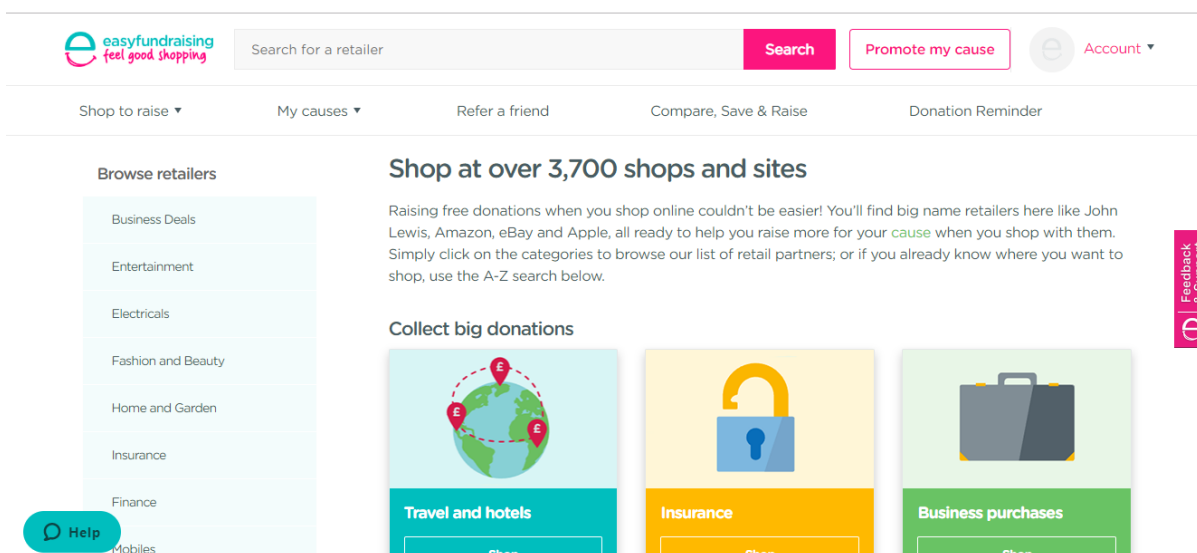 easyfundraising
feel good shopping
Search for a retailer
Search
Promote my cause
Account
Shop to raise
My causes
Refer a friend
Compare, Save & Raise
Donation Reminder
Browse retailers
Business Deals
Entertainment
Electricals
Fashion and Beauty
Home and Garden
Insurance
Finance
Mobiles
Help
Shop at over 3,700 shops and sites
Raising free donations when you shop online couldn't be easier! You'll find big name retailers here like John
Lewis, Amazon, eBay and Apple, all ready to help you raise more for your cause when you shop with them.
Simply click on the categories to browse our list of retail partners; or if you already know where you want to
shop, use the A-Z search below.
Collect big donations
£
£
£
Travel and hotels
Shop
Insurance
Shop
Business purchases
Shop
Feedback